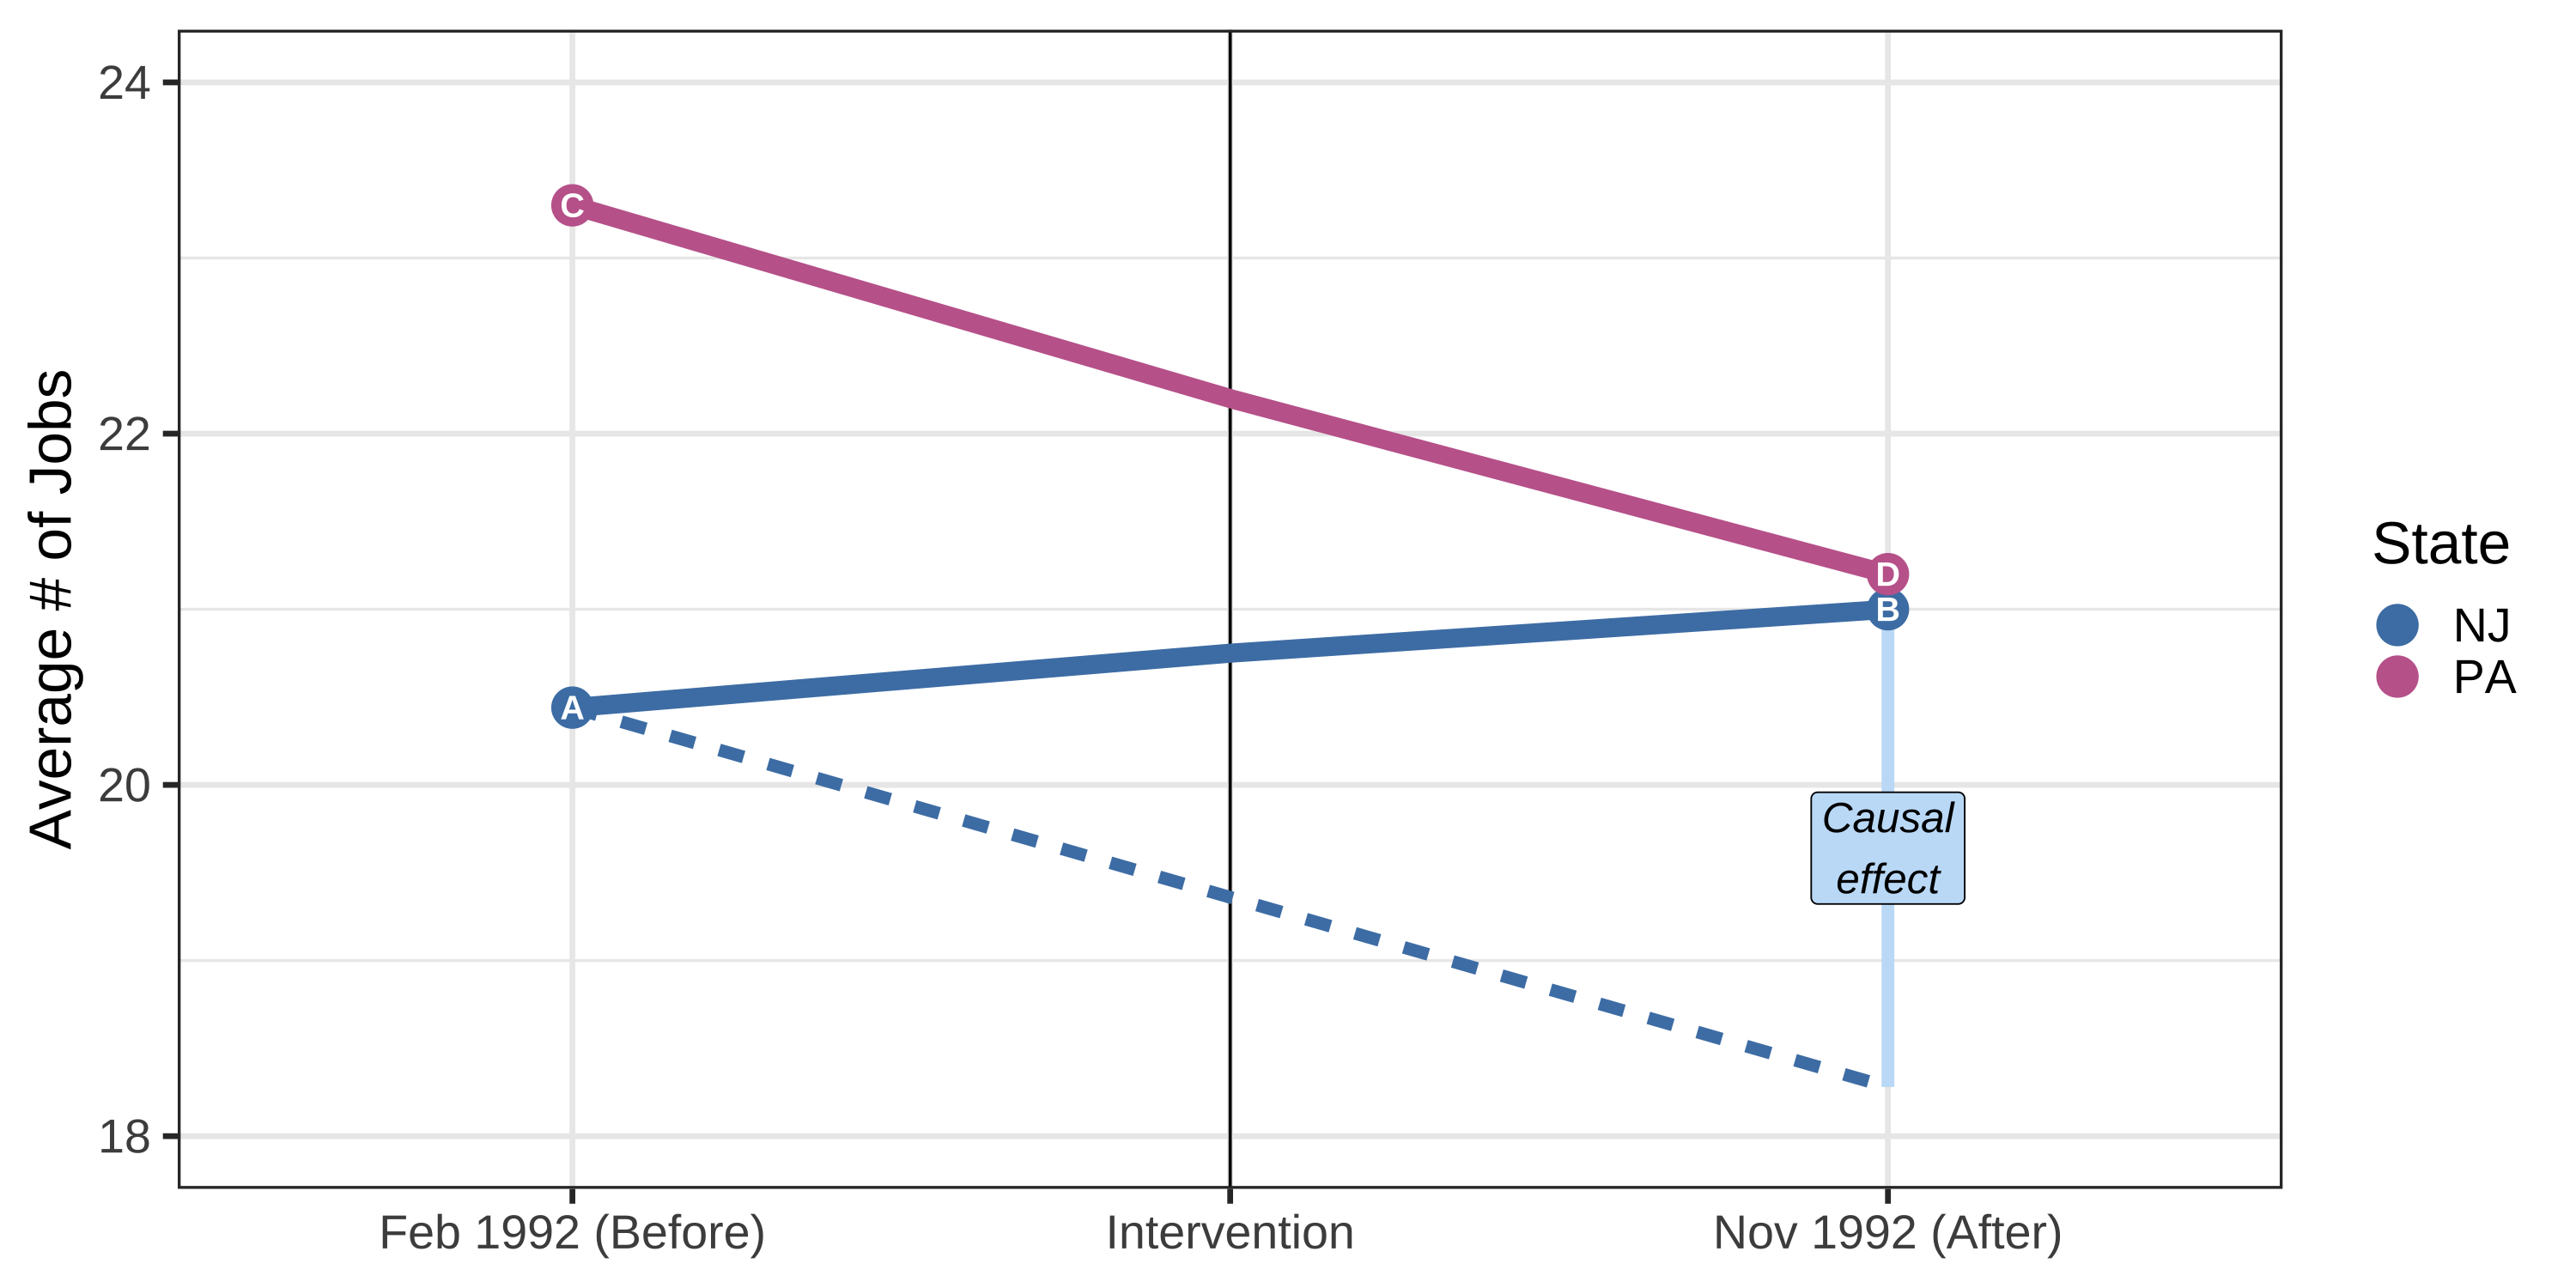 Average # of Jobs
24
22
20
18
C
D
B
A
Causal
effect
Feb 1992 (Before)
Intervention
Nov 1992 (After)
State
NJ
PA